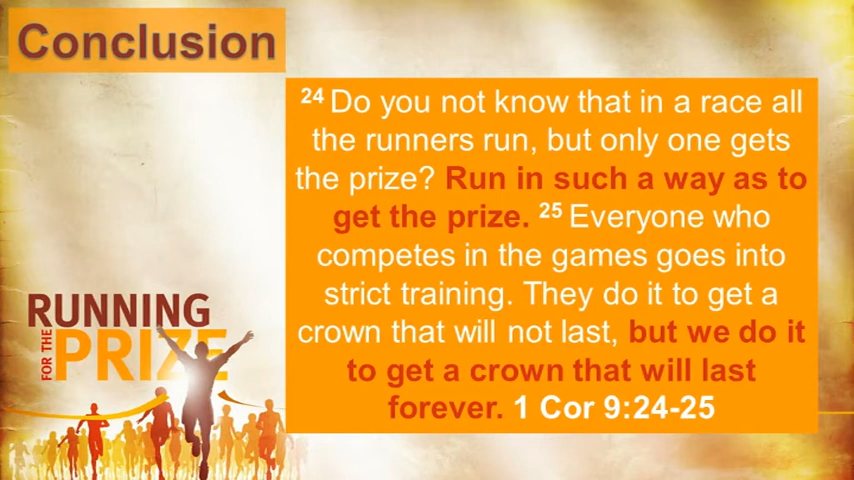 Conclusion
24 Do you not know that in a race all
the runners run, but only one gets
the prize? Run in such a way as to
get the prize. 25 Everyone who
competes in the games goes into
strict training. They do it to get a
crown that will not last, but we do it
to get a crown that will last
forever. 1 Cor 9:24-25
RUNNING
FOR THE PRIZE